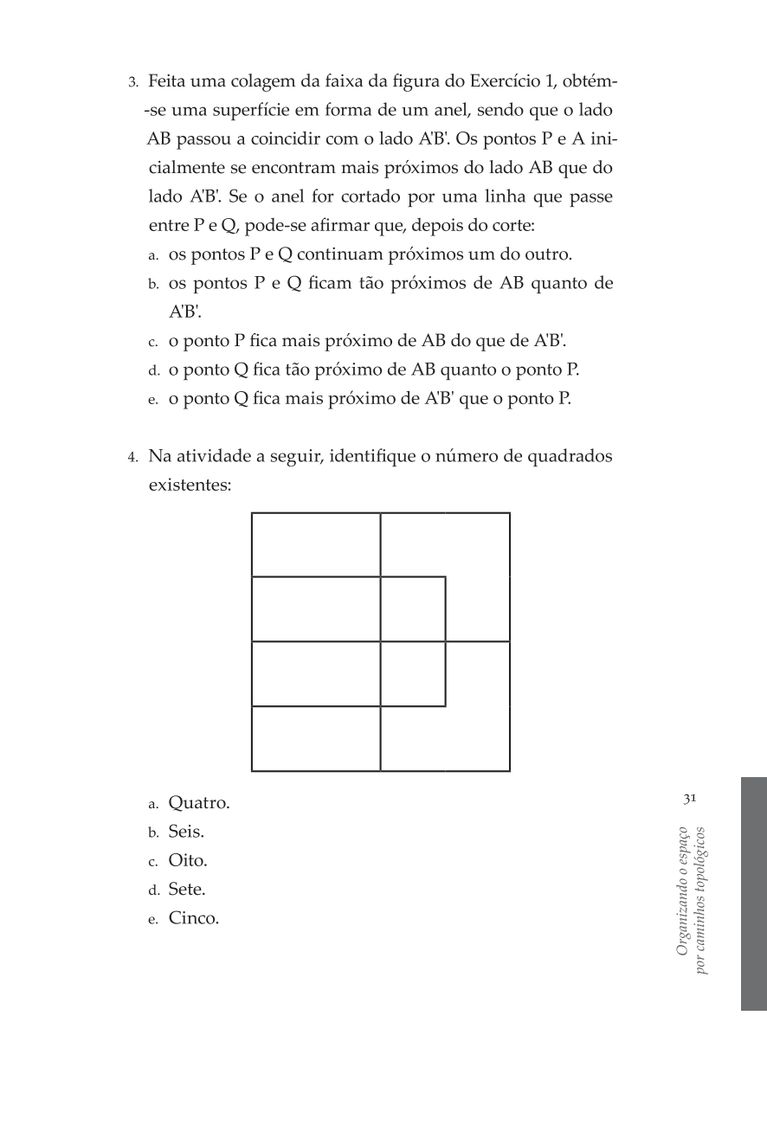 3. Feita uma colagem da faixa da figura do Exercício 1, obtém-
-se uma superfície em forma de um anel, sendo que o lado
AB passou a coincidir com o lado A'B'. Os pontos P e A ini-
cialmente se encontram mais próximos do lado AB que do
lado A'B'. Se o anel for cortado por uma linha que passe
entre P e Q, pode-se afirmar que, depois do corte:
a. os pontos P e Q continuam próximos um do outro.
b. os pontos P e Q ficam tão próximos de AB quanto de
A'B'.
c. o ponto P fica mais próximo de AB do que de A'B'.
d. o ponto Q fica tão próximo de AB quanto o ponto P.
e. o ponto Q fica mais próximo de A'B' que o ponto P.
4. Na atividade a seguir, identifique o número de quadrados
existentes:
a. Quatro.
b. Seis.
c. Oito.
d. Sete.
e. Cinco.
31
Organizando o espaço
por caminhos topológicos